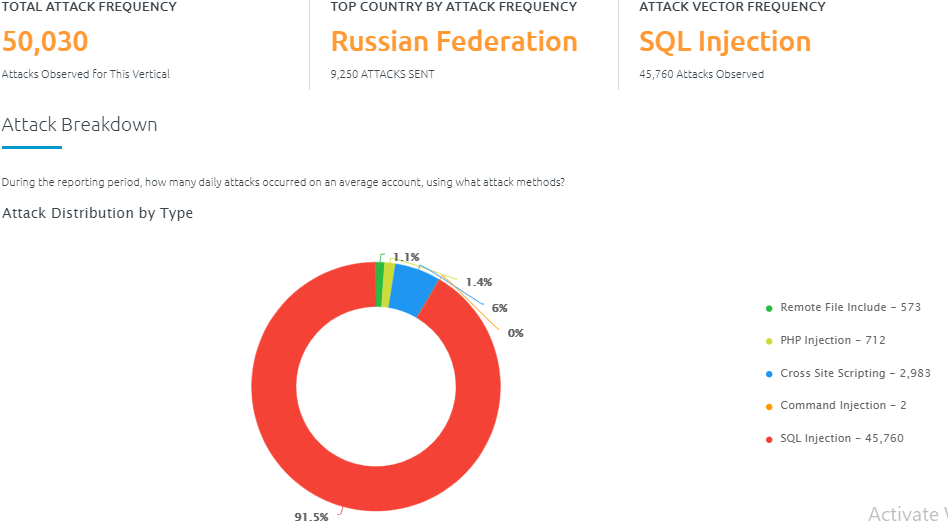 TOTAL ATTACK FREQUENCY
50,030
Attacks Observed for This Vertical
TOP COUNTRY BY ATTACK FREQUENCY
Russian Federation
9,250 ATTACKS SENT
ATTACK VECTOR FREQUENCY
SQL Injection
45,760 Attacks Observed
Attack Breakdown
During the reporting period, how many daily attacks occurred on an average account, using what attack methods?
Attack Distribution by Type
1.1%
1.4%
6%
0%
91.5%
Remote File Include - 573
PHP Injection - 712
Cross Site Scripting - 2,983
Command Injection - 2
SQL Injection - 45,760
Activate